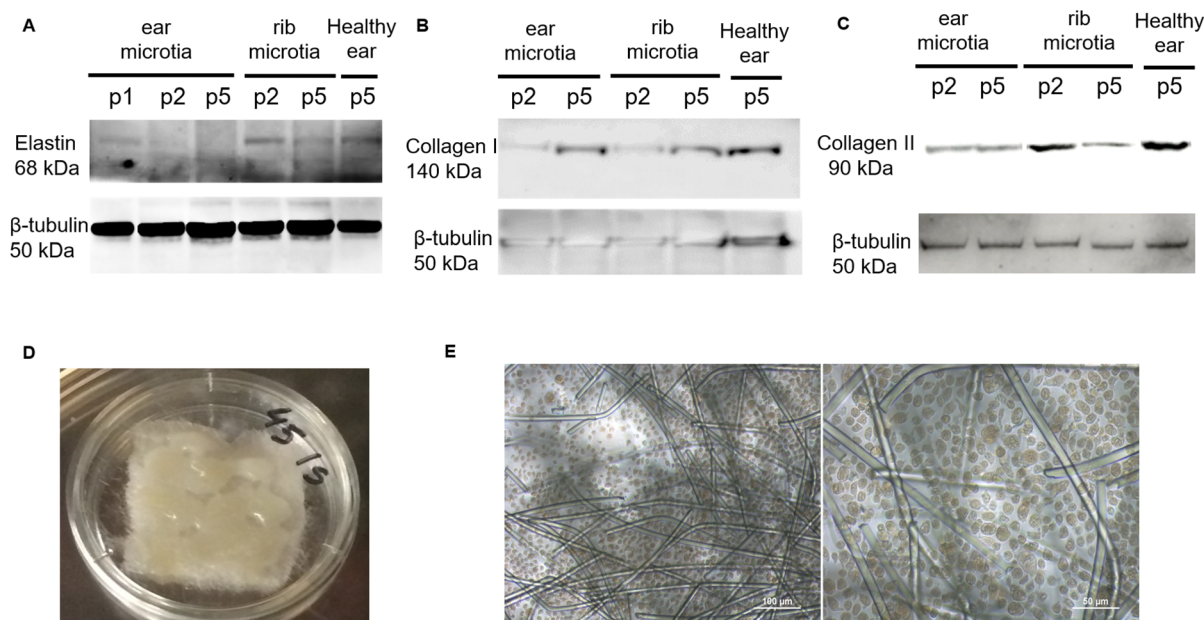 A
ear
microtia
rib
microtia
Healthy
ear
p1 p2 p5 p2 p5 p5
Elastin
68 kDa
β-tubulin
50 kDa
B
ear
microtia
rib
microtia
Healthy
ear
p2 p5 p2 p5 p5
Collagen I
140 kDa
β-tubulin
50 kDa
C
ear
microtia
rib
microtia
Healthy
ear
p2 p5 p2 p5 p5
Collagen II
90 kDa
β-tubulin
50 kDa
D
45/5
E
100 µm
50 µm